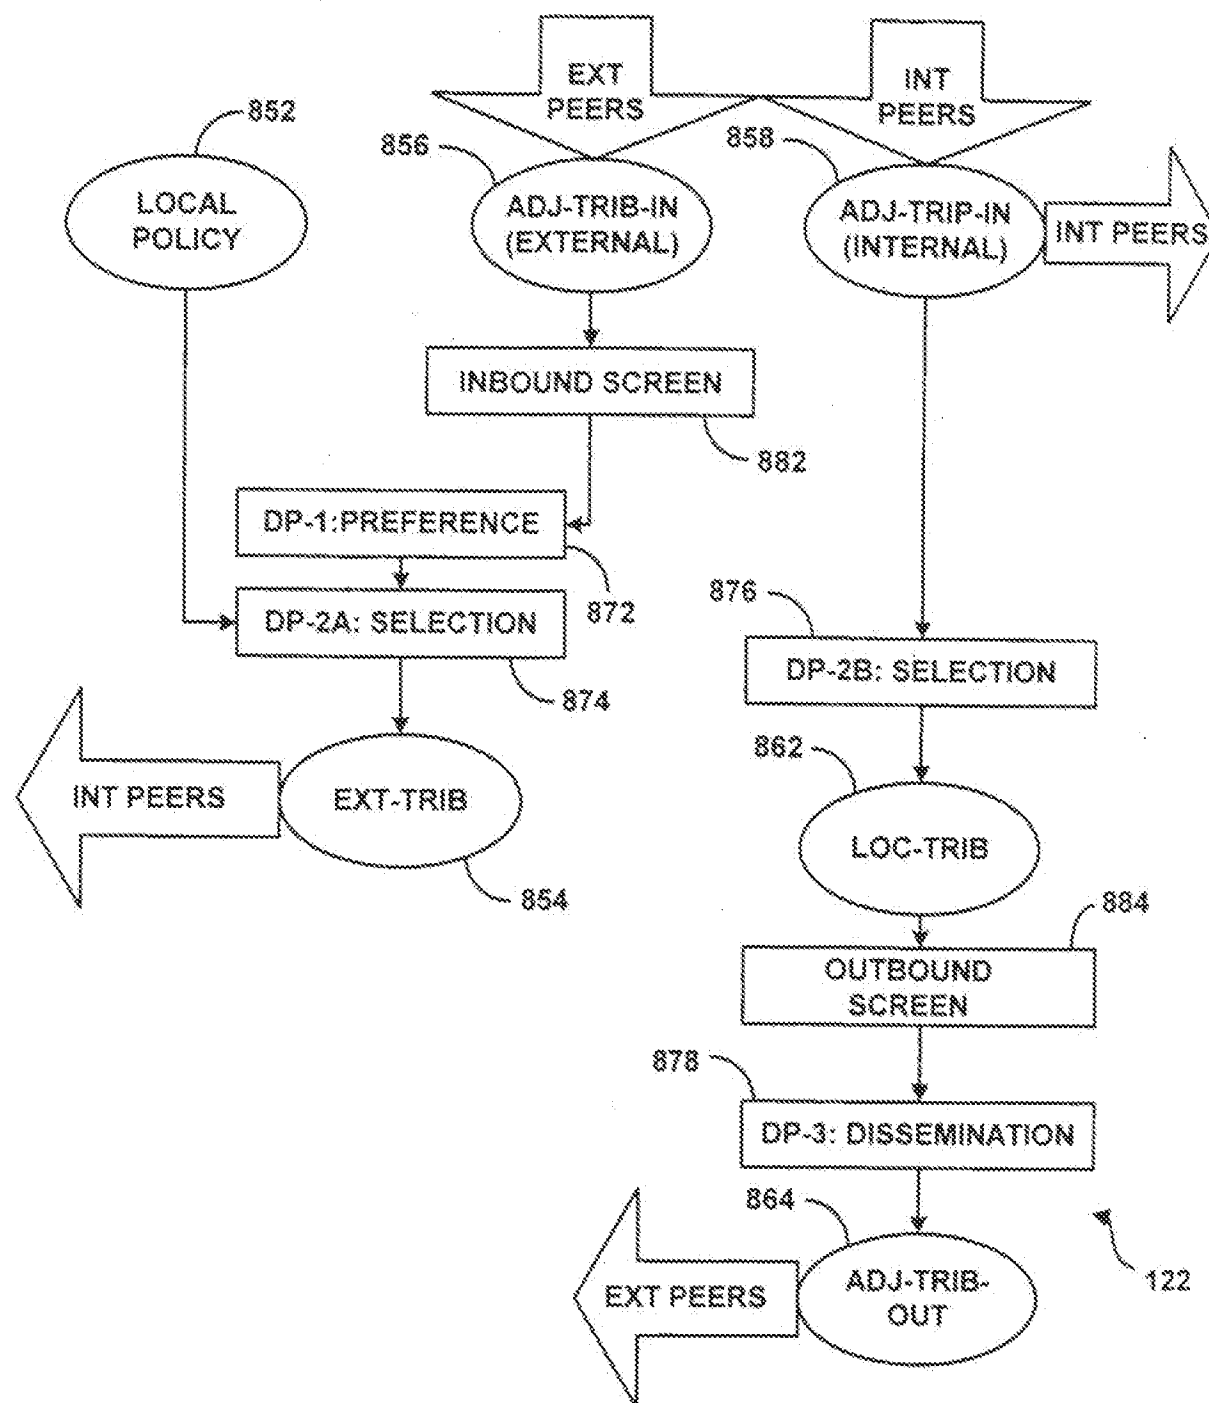 EXT
PEERS
INT
PEERS
852
856
858
LOCAL
POLICY
ADJ-TRIB-IN
(EXTERNAL)
ADJ-TRIP-IN
(INTERNAL)
INT PEERS
INBOUND SCREEN
882
DP-1:PREFERENCE
872
876
DP-2A: SELECTION
874
DP-2B: SELECTION
862
INT PEERS
EXT-TRIB
854
LOC-TRIB
884
OUTBOUND
SCREEN
878
DP-3: DISSEMINATION
864
122
EXT PEERS
ADJ-TRIB-
OUT